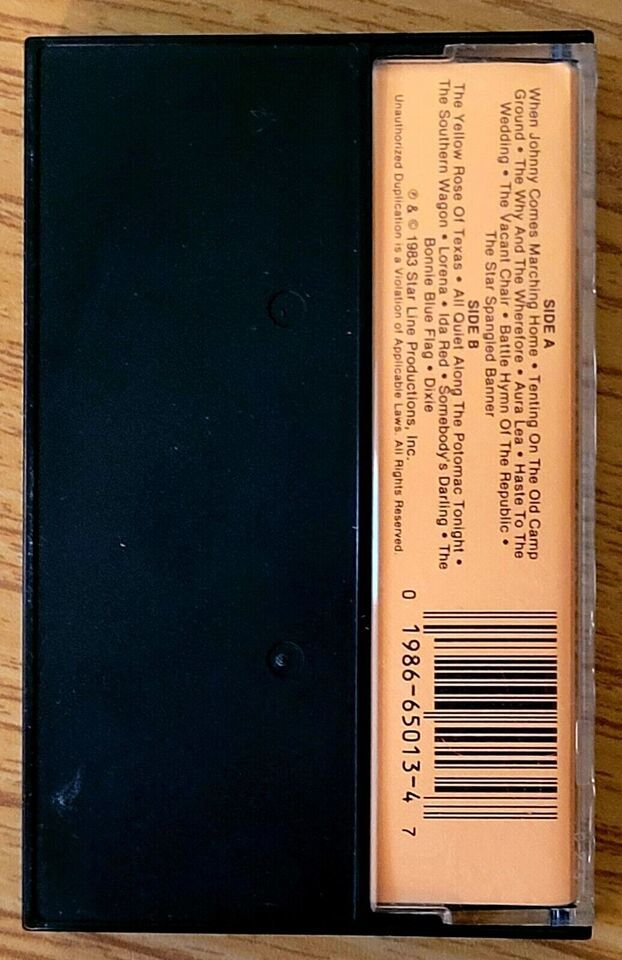 SIDE A
When Johnny Comes Marching Home • Tenting On The Old Camp
Ground • The Why And The Wherefore • Aura Lea • Haste To The
Wedding • The Vacant Chair • Battle Hymn Of The Republic •
The Star Spangled Banner
SIDE B
The Yellow Rose Of Texas • All Quiet Along The Potomac Tonight •
The Southern Wagon • Lorena • Ida Red • Somebody's Darling • The
Bonnie Blue Flag • Dixie
℗ & © 1983 Star Line Productions, Inc.
Unauthorized Duplication is a Violation of Applicable Laws. All Rights Reserved.
0 1986-65013-4 7